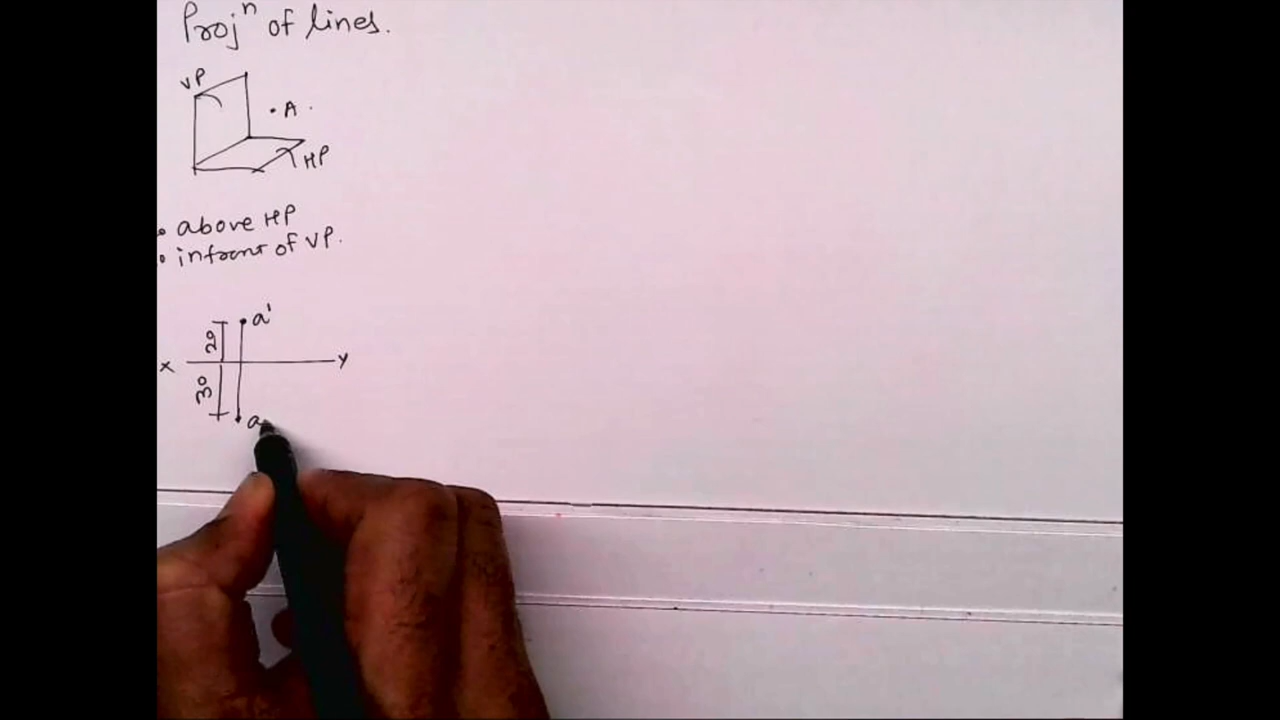 Projⁿ of lines.
VP
A
HP
• above HP
• infront of VP.
a'
20
X Y
30
a